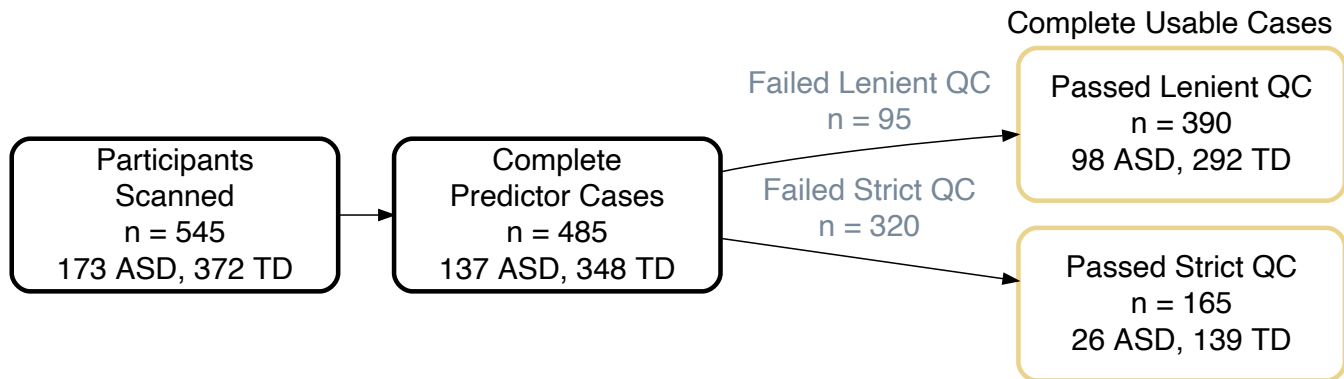 Participants
Scanned
n = 545
173 ASD, 372 TD
Complete
Predictor Cases
n = 485
137 ASD, 348 TD
Failed Lenient QC
n = 95
Failed Strict QC
n = 320
Complete Usable Cases
Passed Lenient QC
n = 390
98 ASD, 292 TD
Passed Strict QC
n = 165
26 ASD, 139 TD